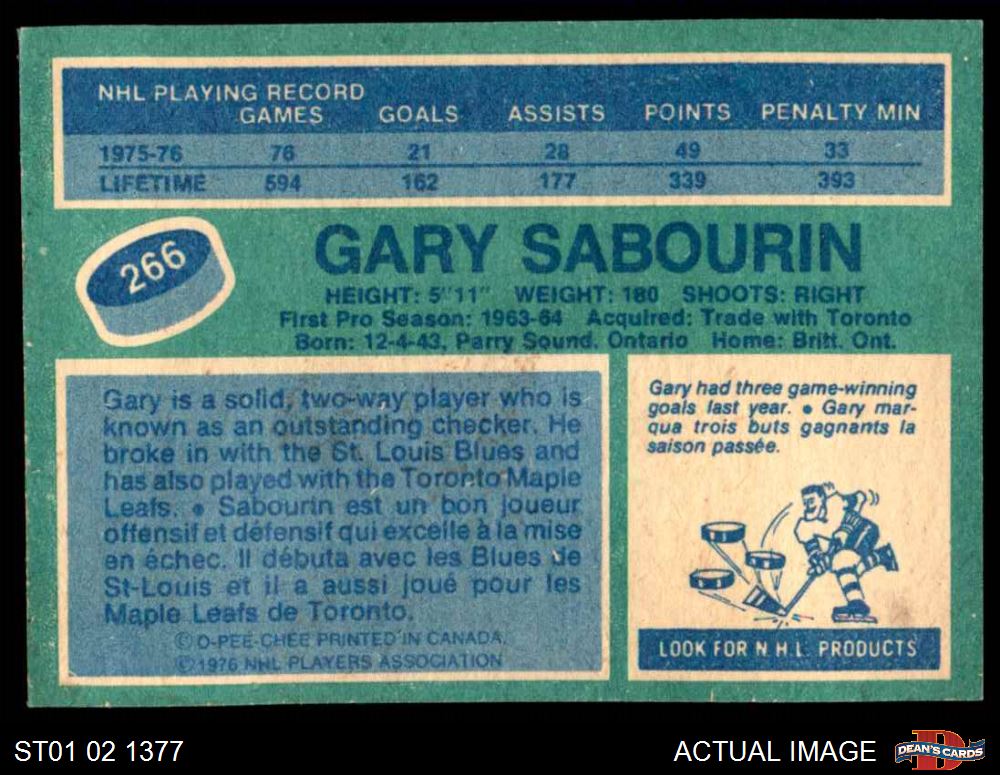 NHL PLAYING RECORD
GAMES GOALS ASSISTS POINTS PENALTY MIN
1975-76 76 21 28 49 33
LIFETIME 594 162 177 339 393
266
GARY SABOURIN
HEIGHT: 5"11" WEIGHT: 180 SHOOTS: RIGHT
First Pro Season: 1963-64 Acquired: Trade with Toronto
Born: 12-4-43, Parry Sound, Ontario Home: Britt, Ont.
Gary is a solid, two-way player who is
known as an outstanding checker. He
broke in with the St. Louis Blues and
has also played with the Toronto Maple
Leafs. • Sabourin est un bon joueur
offensif et défensif qui excelle à la mise
en échec. Il débuta avec les Blues de
St-Louis et il a aussi joué pour les
Maple Leafs de Toronto.
© O-PEE-CHEE PRINTED IN CANADA.
© 1976 NHL PLAYERS ASSOCIATION
Gary had three game-winning
goals last year. • Gary mar-
qua trois buts gagnants la
saison passée.
LOOK FOR N.H.L. PRODUCTS
ST01 02 1377
ACTUAL IMAGE
D
DEAN'S CARDS